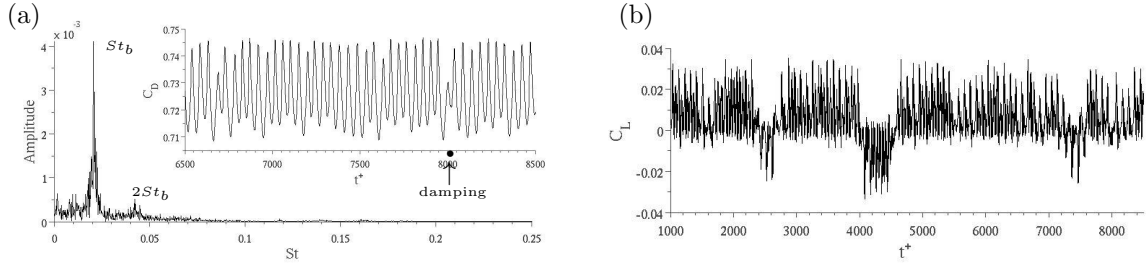 (a)
× 10⁻³
4
3
2
1
0
Amplitude
St_b
2St_b
0 0.05 0.1 0.15 0.2 0.25
St
0.75
0.74
0.73
0.72
0.71
C_D
6500 7000 7500 8000 8500
t⁺
damping
(b)
0.04
0.02
0
-0.02
-0.04
C_L
1000 2000 3000 4000 5000 6000 7000 8000
t⁺